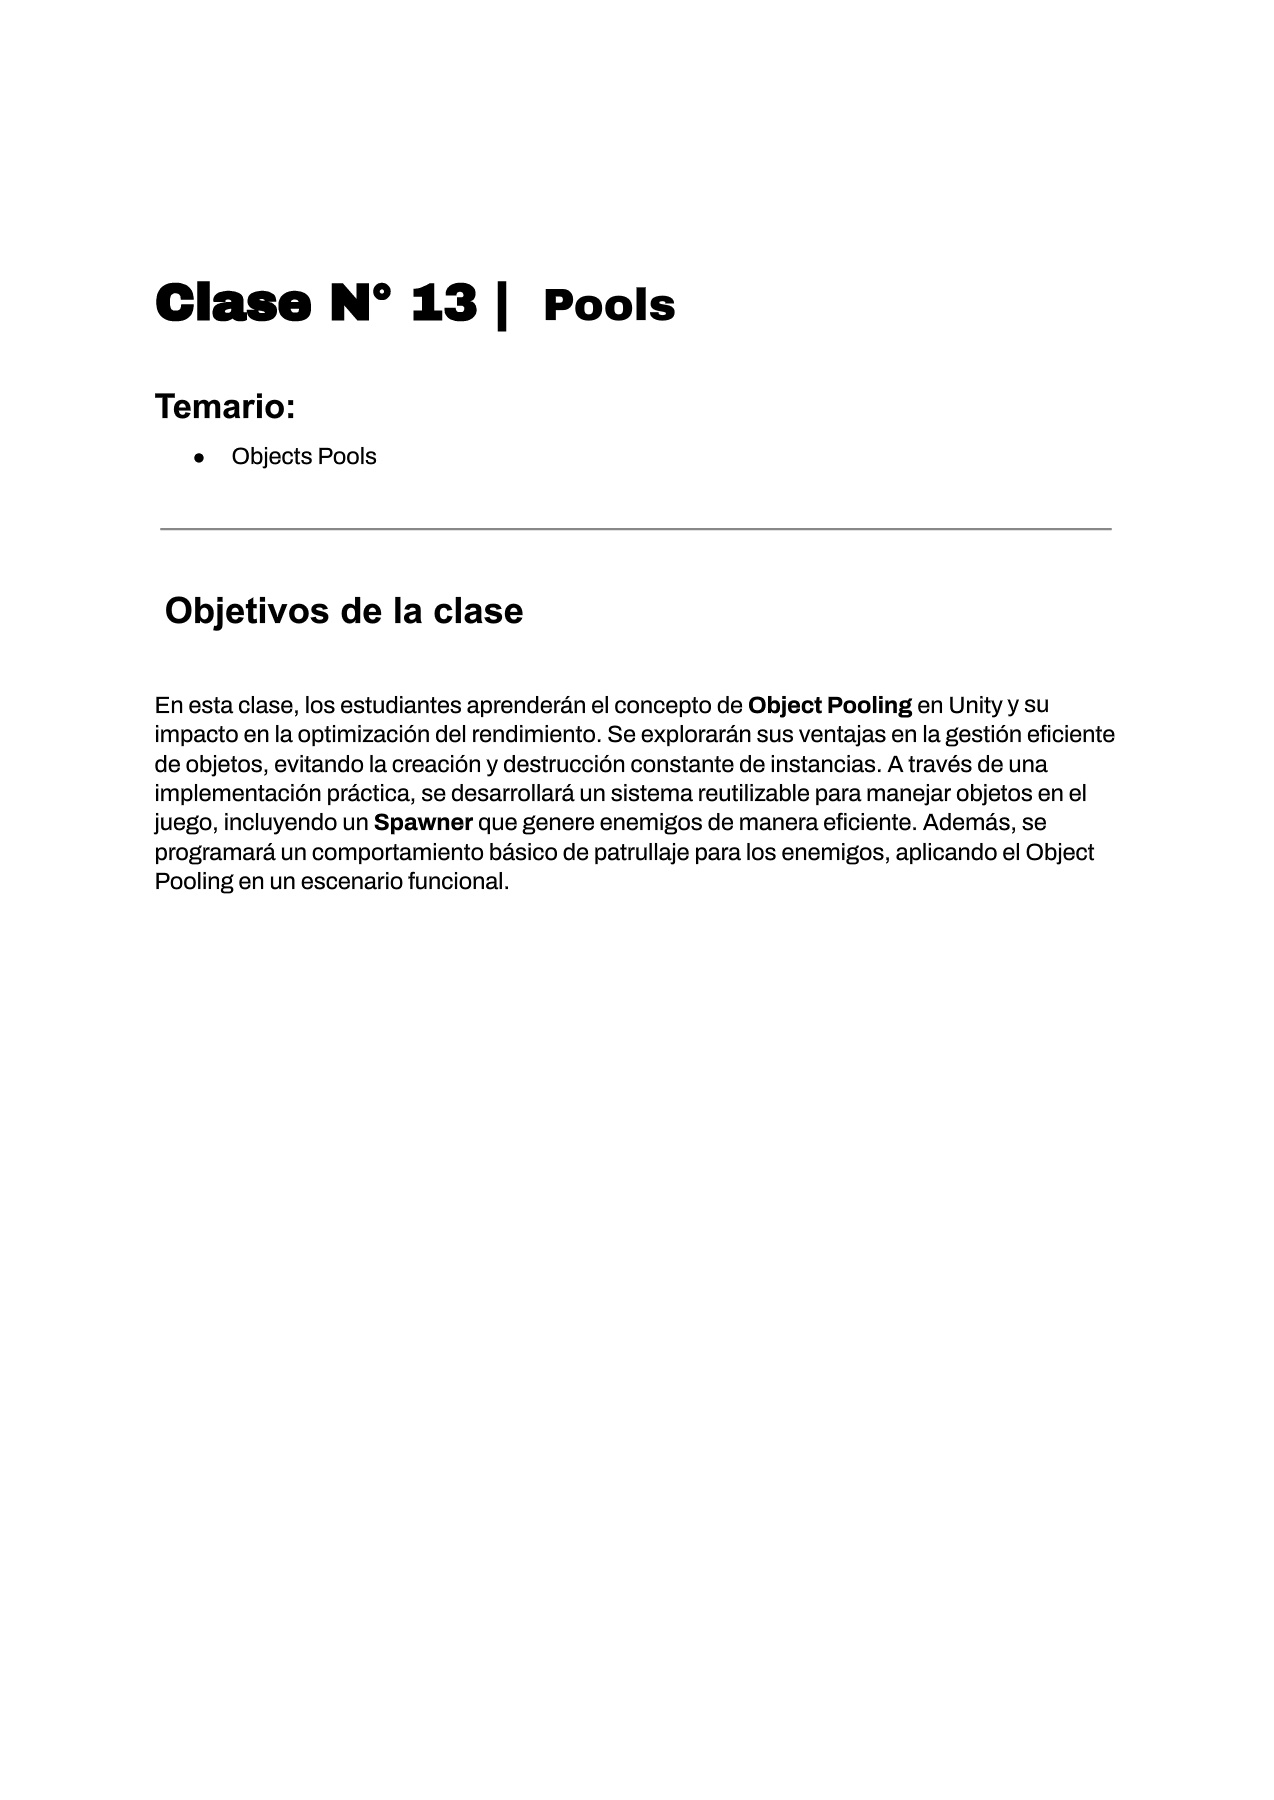 Clase N° 13 | Pools
Temario:
● Objects Pools
Objetivos de la clase
En esta clase, los estudiantes aprenderán el concepto de Object Pooling en Unity y su
impacto en la optimización del rendimiento. Se explorarán sus ventajas en la gestión eficiente
de objetos, evitando la creación y destrucción constante de instancias. A través de una
implementación práctica, se desarrollará un sistema reutilizable para manejar objetos en el
juego, incluyendo un Spawner que genere enemigos de manera eficiente. Además, se
programará un comportamiento básico de patrullaje para los enemigos, aplicando el Object
Pooling en un escenario funcional.